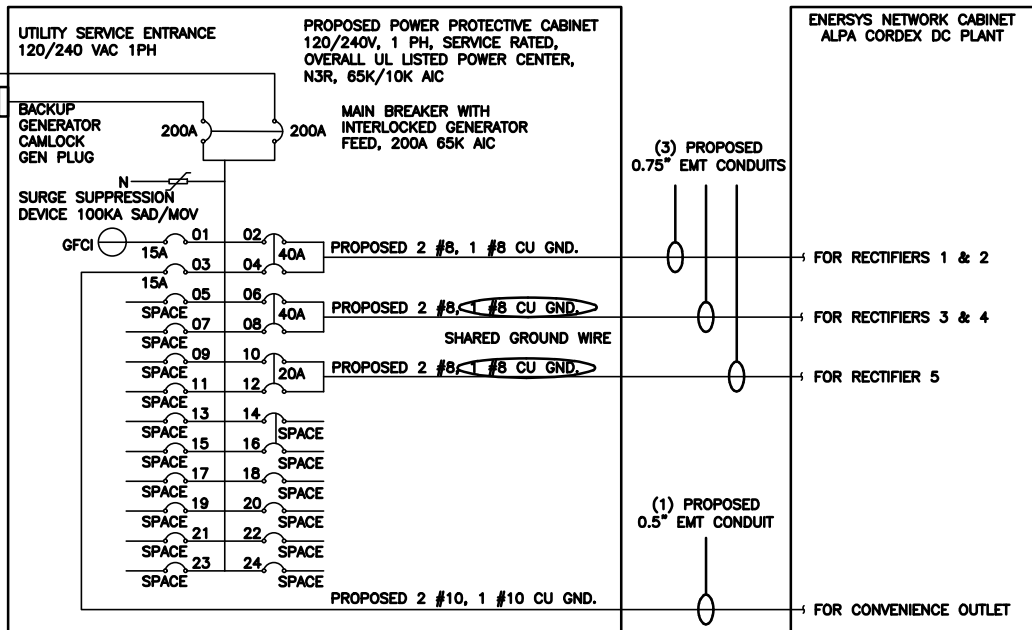 UTILITY SERVICE ENTRANCE
120/240 VAC 1PH
PROPOSED POWER PROTECTIVE CABINET
120/240V, 1 PH, SERVICE RATED,
OVERALL UL LISTED POWER CENTER,
N3R, 65K/10K AIC
ENERSYS NETWORK CABINET
ALPA CORDEX DC PLANT
BACKUP
GENERATOR
CAMLOCK
GEN PLUG
200A
200A
MAIN BREAKER WITH
INTERLOCKED GENERATOR
FEED, 200A 65K AIC
(3) PROPOSED
0.75" EMT CONDUITS
N
SURGE SUPPRESSION
DEVICE 100KA SAD/MOV
GFCI
15A
01 02
40A
PROPOSED 2 #8, 1 #8 CU GND.
FOR RECTIFIERS 1 & 2
15A
03 04
SPACE
05 06
40A
PROPOSED 2 #8, 1 #8 CU GND.
FOR RECTIFIERS 3 & 4
SPACE
07 08
SHARED GROUND WIRE
SPACE
09 10
20A
PROPOSED 2 #8, 1 #8 CU GND.
FOR RECTIFIER 5
SPACE
11 12
SPACE
13 14
SPACE
SPACE
15 16
SPACE
SPACE
17 18
SPACE
SPACE
19 20
SPACE
SPACE
21 22
SPACE
SPACE
23 24
SPACE
(1) PROPOSED
0.5" EMT CONDUIT
PROPOSED 2 #10, 1 #10 CU GND.
FOR CONVENIENCE OUTLET